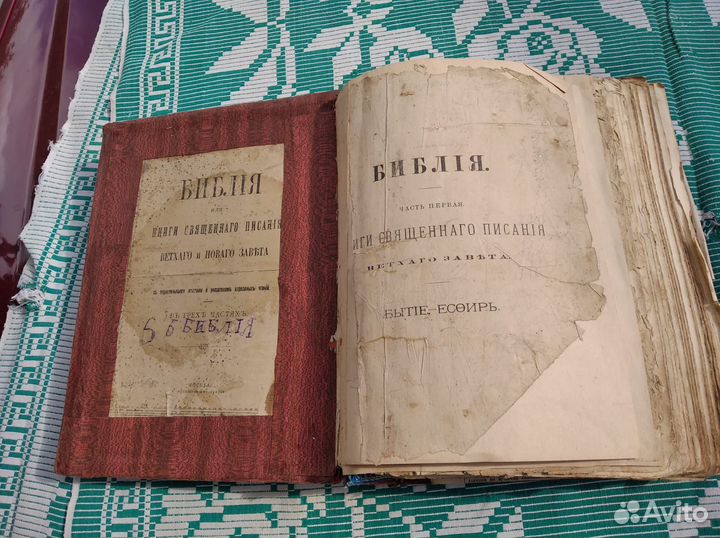 БИБЛІЯ
или
КНИГИ СВЯЩЕННАГО ПИСАНІЯ
ВЕТХАГО и НОВАГО ЗАВѢТА
ВЪ ТРЕХЪ ЧАСТЯХЪ
БИБЛІЯ
МОСКВА
БИБЛІЯ.
ЧАСТЬ ПЕРВАЯ.
ИГИ СВЯЩЕННАГО ПИСАНІЯ
ВЕТХАГО ЗАВѢТА.
БЫТІЕ.—ЕСѲИРЬ.
Avito